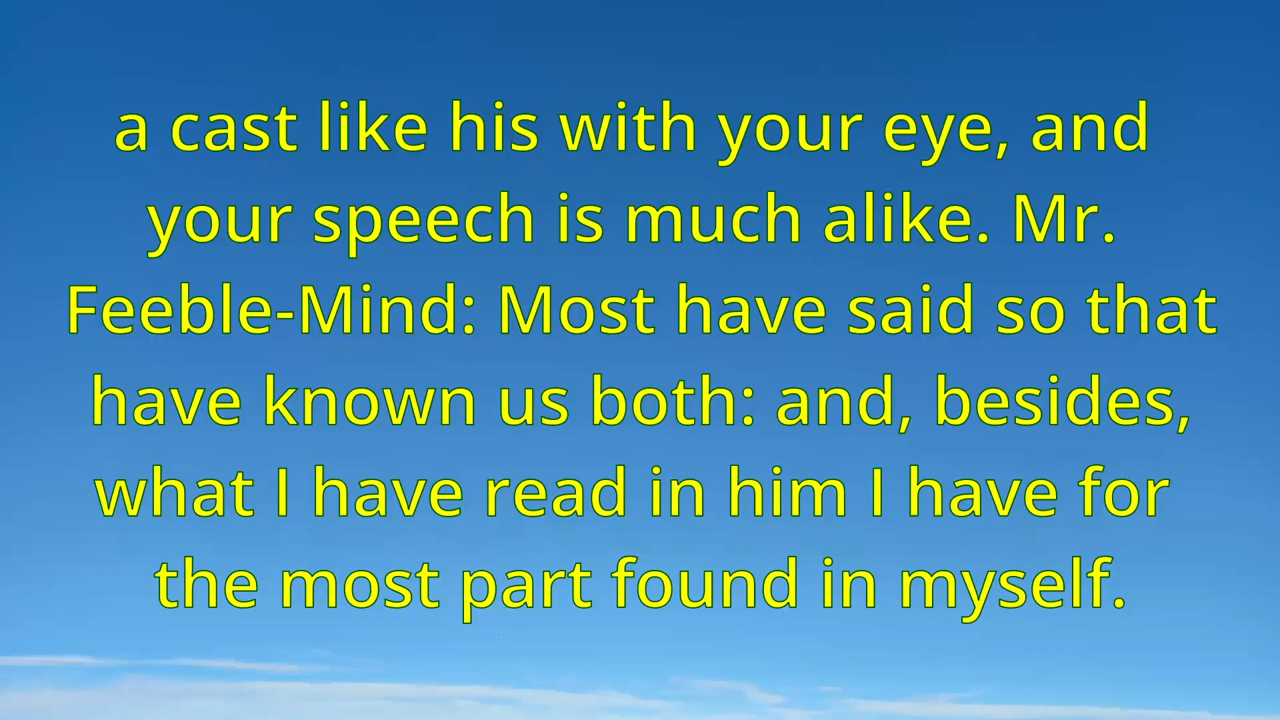 a cast like his with your eye, and
your speech is much alike. Mr.
Feeble-Mind: Most have said so that
have known us both: and, besides,
what I have read in him I have for
the most part found in myself.